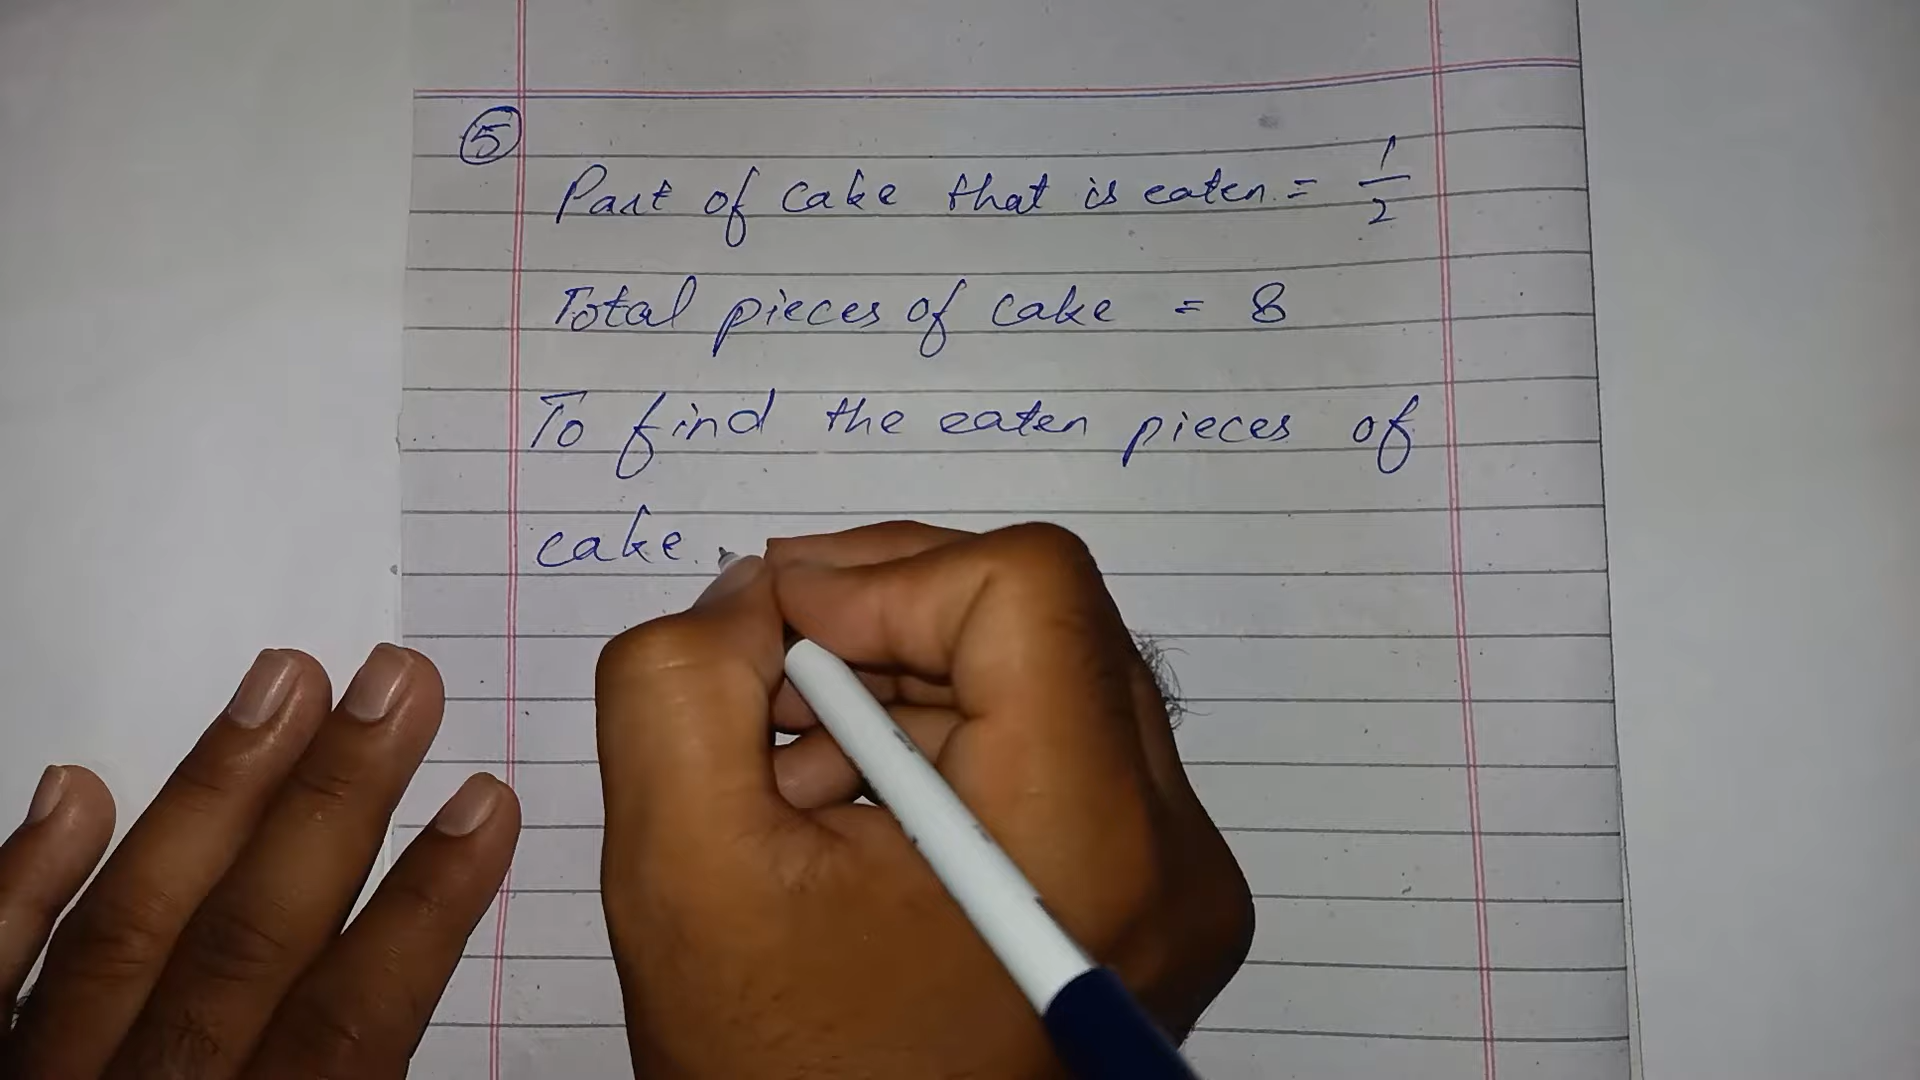 5
Part of cake that is eaten. = 1/2
Total pieces of cake = 8
To find the eaten pieces of
cake.